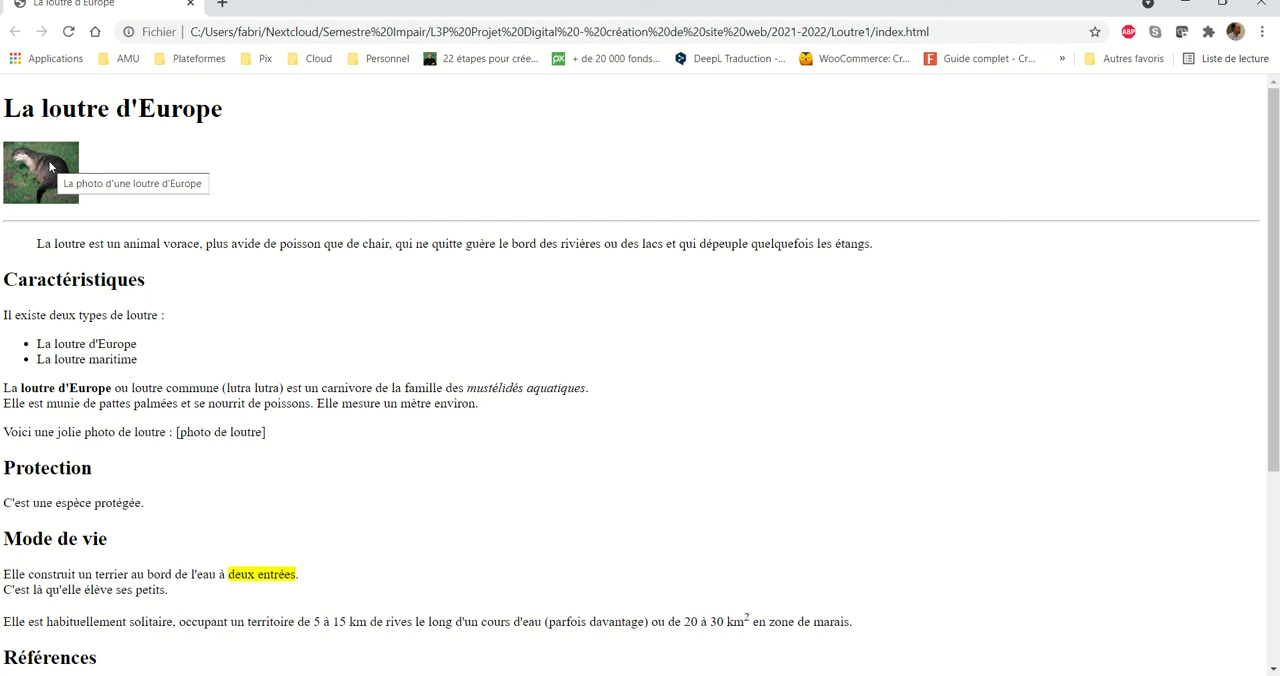 La loutre d'Europe
Fichier | C:/Users/fabri/Nextcloud/Semestre%20Impair/L3P%20Projet%20Digital%20-%20création%20de%20site%20web/2021-2022/Loutre1/index.html
ABP
Applications AMU Plateformes Pix Cloud Personnel 22 étapes pour crée... px + de 20 000 fonds... DeepL Traduction -... WooCommerce: Cr... F Guide complet - Cr... » Autres favoris Liste de lecture
La loutre d'Europe
La photo d'une loutre d'Europe
La loutre est un animal vorace, plus avide de poisson que de chair, qui ne quitte guère le bord des rivières ou des lacs et qui dépeuple quelquefois les étangs.
Caractéristiques
Il existe deux types de loutre :
• La loutre d'Europe
• La loutre maritime
La loutre d'Europe ou loutre commune (lutra lutra) est un carnivore de la famille des mustélidés aquatiques.
Elle est munie de pattes palmées et se nourrit de poissons. Elle mesure un mètre environ.
Voici une jolie photo de loutre : [photo de loutre]
Protection
C'est une espèce protégée.
Mode de vie
Elle construit un terrier au bord de l'eau à deux entrées.
C'est là qu'elle élève ses petits.
Elle est habituellement solitaire, occupant un territoire de 5 à 15 km de rives le long d'un cours d'eau (parfois davantage) ou de 20 à 30 km² en zone de marais.
Références